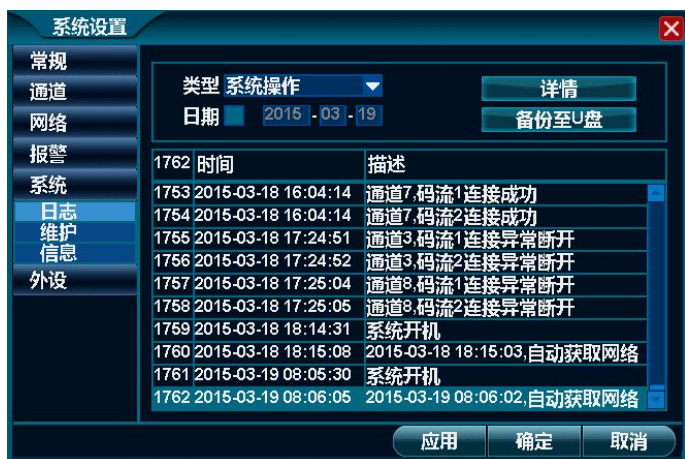 系统设置
常规
通道
网络
报警
系统
日志
维护
信息
外设
类型 系统操作
日期 2015 - 03 - 19
详情
备份至U盘
1762 时间 描述
1753 2015-03-18 16:04:14 通道7,码流1连接成功
1754 2015-03-18 16:04:14 通道7,码流2连接成功
1755 2015-03-18 17:24:51 通道3,码流1连接异常断开
1756 2015-03-18 17:24:52 通道3,码流2连接异常断开
1757 2015-03-18 17:25:04 通道8,码流1连接异常断开
1758 2015-03-18 17:25:05 通道8,码流2连接异常断开
1759 2015-03-18 18:14:31 系统开机
1760 2015-03-18 18:15:08 2015-03-18 18:15:03,自动获取网络
1761 2015-03-19 08:05:30 系统开机
1762 2015-03-19 08:06:05 2015-03-19 08:06:02,自动获取网络
应用 确定 取消